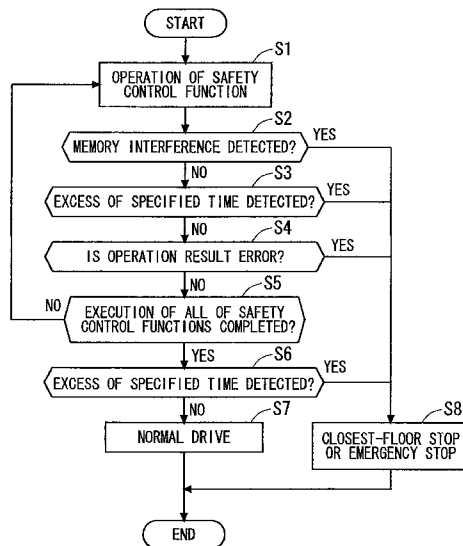 START
S1
OPERATION OF SAFETY
CONTROL FUNCTION
S2
MEMORY INTERFERENCE DETECTED?
YES
NO
S3
EXCESS OF SPECIFIED TIME DETECTED?
YES
NO
S4
IS OPERATION RESULT ERROR?
YES
NO
S5
NO
EXECUTION OF ALL OF SAFETY
CONTROL FUNCTIONS COMPLETED?
YES
S6
EXCESS OF SPECIFIED TIME DETECTED?
YES
NO
S7
NORMAL DRIVE
S8
CLOSEST-FLOOR STOP
OR EMERGENCY STOP
END